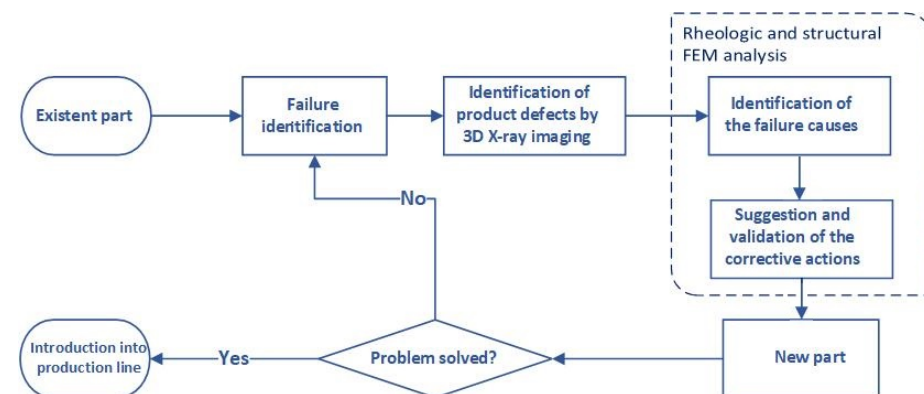 Rheologic and structural
FEM analysis
Existent part
Failure
identification
Identification of
product defects by
3D X-ray imaging
Identification of
the failure causes
Suggestion and
validation of the
corrective actions
No
Introduction into
production line
Yes
Problem solved?
New part